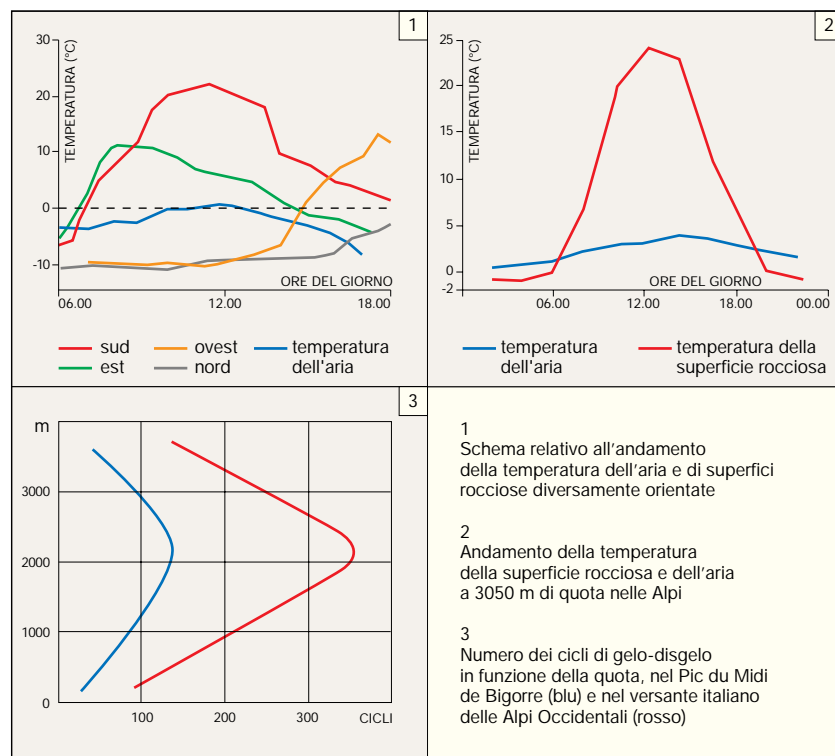 1
TEMPERATURA (°C)
30
20
10
0
-10
ORE DEL GIORNO
06.00 12.00 18.00
sud ovest temperatura
est nord dell'aria
2
TEMPERATURA (°C)
25
20
15
10
5
0
-2
ORE DEL GIORNO
06.00 12.00 18.00 00.00
temperatura temperatura della
dell'aria superficie rocciosa
3
m
3000
2000
1000
0
100 200 300 CICLI
1
Schema relativo all'andamento
della temperatura dell'aria e di superfici
rocciose diversamente orientate
2
Andamento della temperatura
della superficie rocciosa e dell'aria
a 3050 m di quota nelle Alpi
3
Numero dei cicli di gelo-disgelo
in funzione della quota, nel Pic du Midi
de Bigorre (blu) e nel versante italiano
delle Alpi Occidentali (rosso)